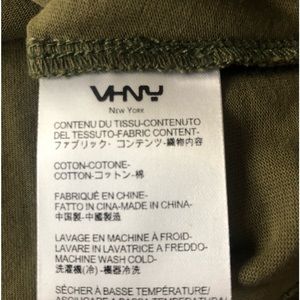 VHNY
NEW YORK
CONTENU DU TISSU-CONTENUTO
DEL TESSUTO-FABRIC CONTENT-
ファブリック・コンテンツ-織物内容
COTON-COTONE-
COTTON-コットン-棉
FABRIQUÉ EN CHINE-
FATTO IN CINA-MADE IN CHINA-
中国製-中國製造
LAVAGE EN MACHINE À FROID-
LAVARE IN LAVATRICE A FREDDO-
MACHINE WASH COLD-
洗濯機(冷)-機器冷洗
SÉCHER À BASSE TEMPÉRATURE/